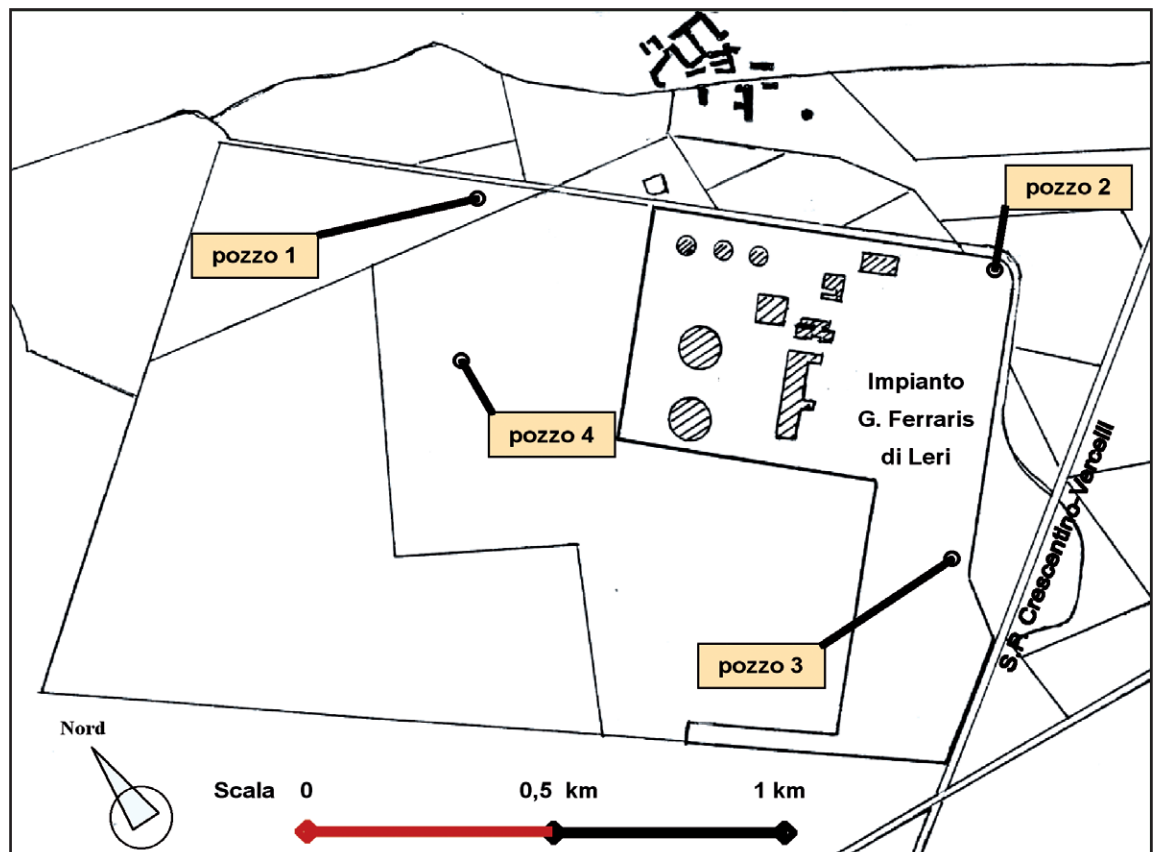 pozzo 2
pozzo 1
Impianto
G. Ferraris
di Leri
pozzo 4
S.P. Crescentino-Vercelli
pozzo 3
Nord
Scala 0 0,5 km 1 km